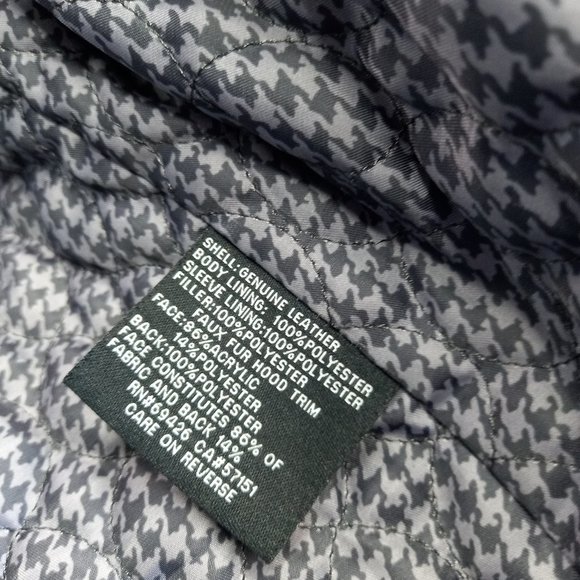 SHELL:GENUINE LEATHER
BODY LINING: 100%POLYESTER
SLEEVE LINING:100%POLYESTER
FILLER:100%POLYESTER
FAUX FUR HOOD TRIM
FACE:86%ACRYLIC
14%POLYESTER
BACK:100%POLYESTER
FACE CONSTITUTES 86% OF
FABRIC AND BACK 14%
RN#69426 CA#57151
CARE ON REVERSE